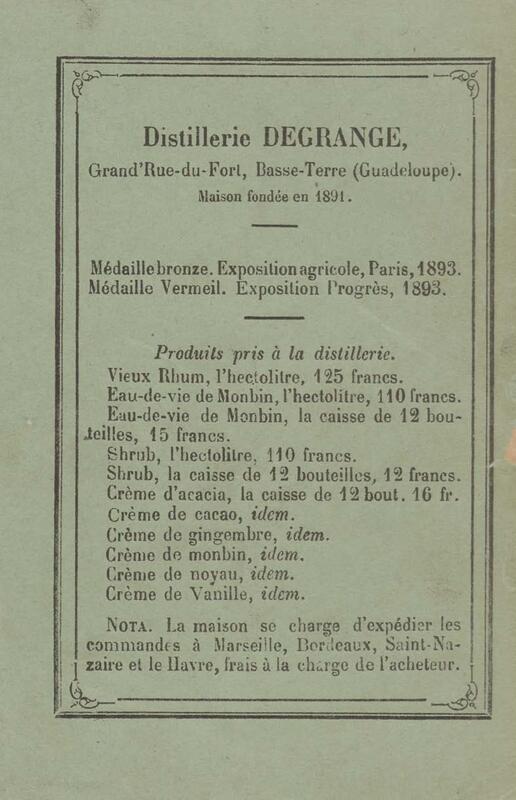 Distillerie DEGRANGE,
Grand'Rue-du-Fort, Basse-Terre (Guadeloupe).
Maison fondée en 1891.
Médaille bronze. Exposition agricole, Paris, 1893.
Médaille Vermeil. Exposition Progrès, 1893.
Produits pris à la distillerie.
Vieux Rhum, l'hectolitre, 125 francs.
Eau-de-vie de Monbin, l'hectolitre, 110 francs.
Eau-de-vie de Monbin, la caisse de 12 bou-
teilles, 15 francs.
Shrub, l'hectolitre, 110 francs.
Shrub, la caisse de 12 bouteilles, 12 francs.
Crème d'acacia, la caisse de 12 bout. 16 fr.
Crème de cacao, idem.
Crème de gingembre, idem.
Crème de monbin, idem.
Crème de noyau, idem.
Crème de Vanille, idem.
NOTA. La maison se charge d'expédier les
commandes à Marseille, Bordeaux, Saint-Na-
zaire et le Havre, frais à la charge de l'acheteur.